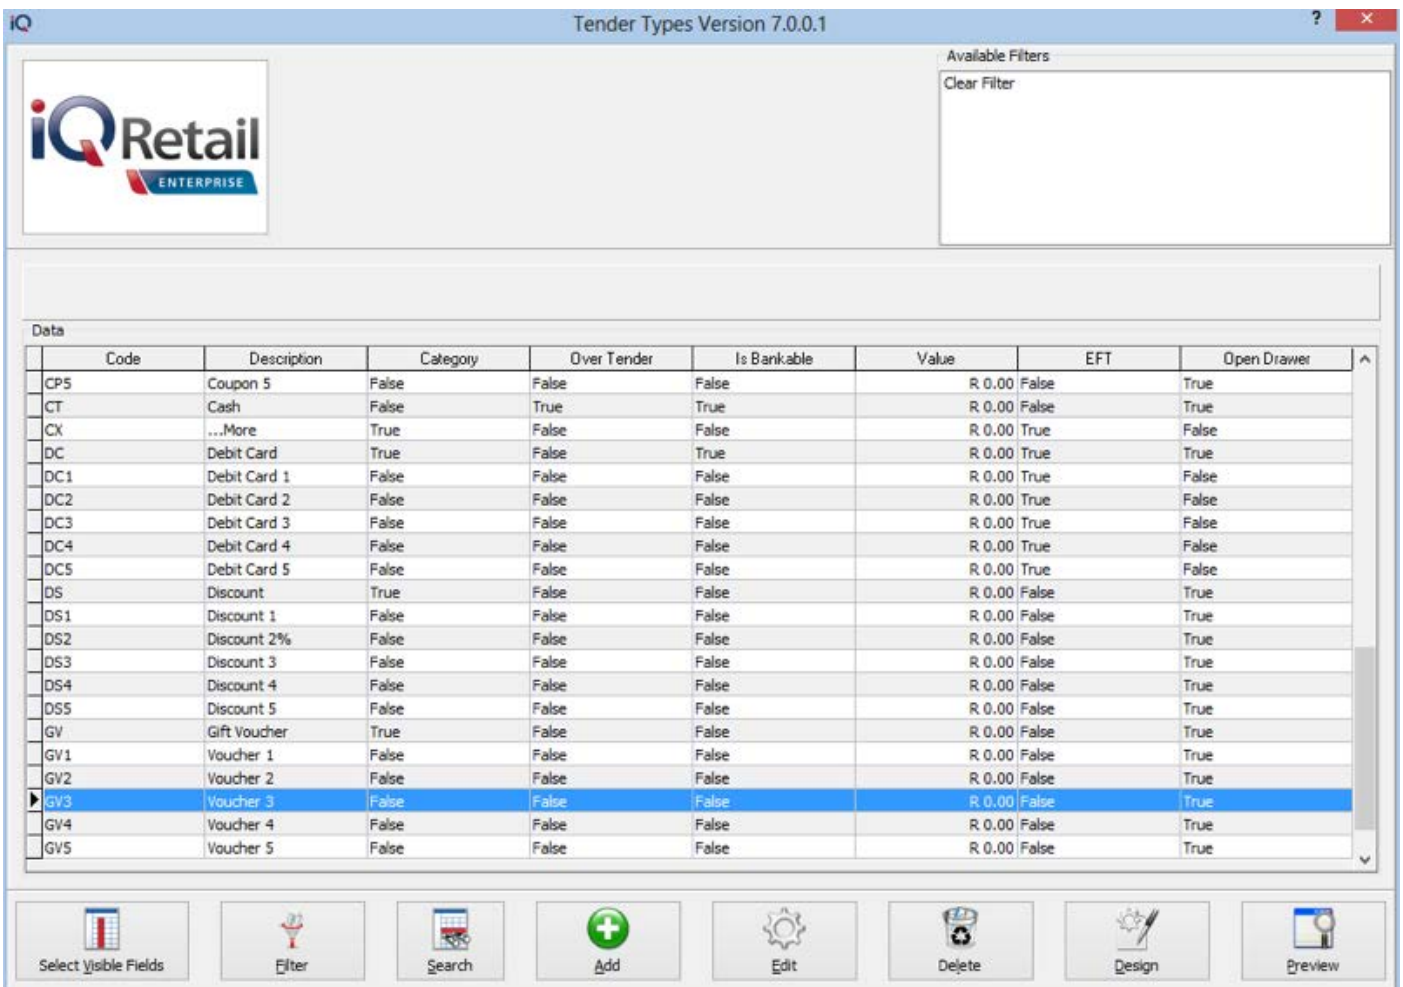 iQ Tender Types Version 7.0.0.1 ?
Available Filters
Clear Filter
iQ Retail
ENTERPRISE
Data
Code Description Category Over Tender Is Bankable Value EFT Open Drawer
CP5 Coupon 5 False False False R 0.00 False True
CT Cash False True True R 0.00 False True
CX ...More True False False R 0.00 True False
DC Debit Card True False True R 0.00 True True
DC1 Debit Card 1 False False False R 0.00 True False
DC2 Debit Card 2 False False False R 0.00 True False
DC3 Debit Card 3 False False False R 0.00 True False
DC4 Debit Card 4 False False False R 0.00 True False
DC5 Debit Card 5 False False False R 0.00 True False
DS Discount True False False R 0.00 False True
DS1 Discount 1 False False False R 0.00 False True
DS2 Discount 2% False False False R 0.00 False True
DS3 Discount 3 False False False R 0.00 False True
DS4 Discount 4 False False False R 0.00 False True
DS5 Discount 5 False False False R 0.00 False True
GV Gift Voucher True False False R 0.00 False True
GV1 Voucher 1 False False False R 0.00 False True
GV2 Voucher 2 False False False R 0.00 False True
GV3 Voucher 3 False False False R 0.00 False True
GV4 Voucher 4 False False False R 0.00 False True
GV5 Voucher 5 False False False R 0.00 False True
Select Visible Fields Filter Search Add Edit Delete Design Preview